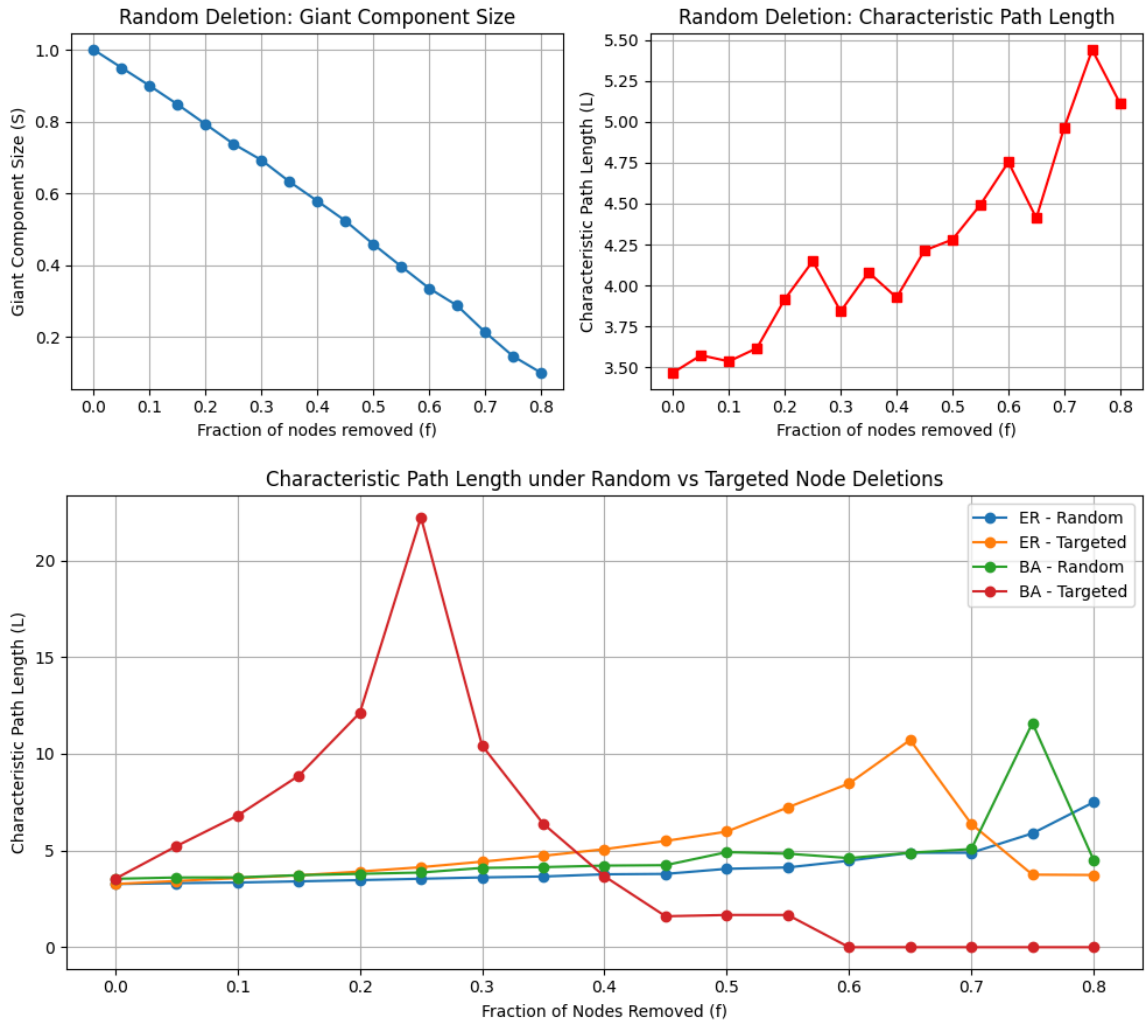 Random Deletion: Giant Component Size
1.0
0.8
0.6
0.4
0.2
Giant Component Size (S)
0.0 0.1 0.2 0.3 0.4 0.5 0.6 0.7 0.8
Fraction of nodes removed (f)
Random Deletion: Characteristic Path Length
5.50
5.25
5.00
4.75
4.50
4.25
4.00
3.75
3.50
Characteristic Path Length (L)
0.0 0.1 0.2 0.3 0.4 0.5 0.6 0.7 0.8
Fraction of nodes removed (f)
Characteristic Path Length under Random vs Targeted Node Deletions
20
15
10
5
0
Characteristic Path Length (L)
ER - Random
ER - Targeted
BA - Random
BA - Targeted
0.0 0.1 0.2 0.3 0.4 0.5 0.6 0.7 0.8
Fraction of Nodes Removed (f)